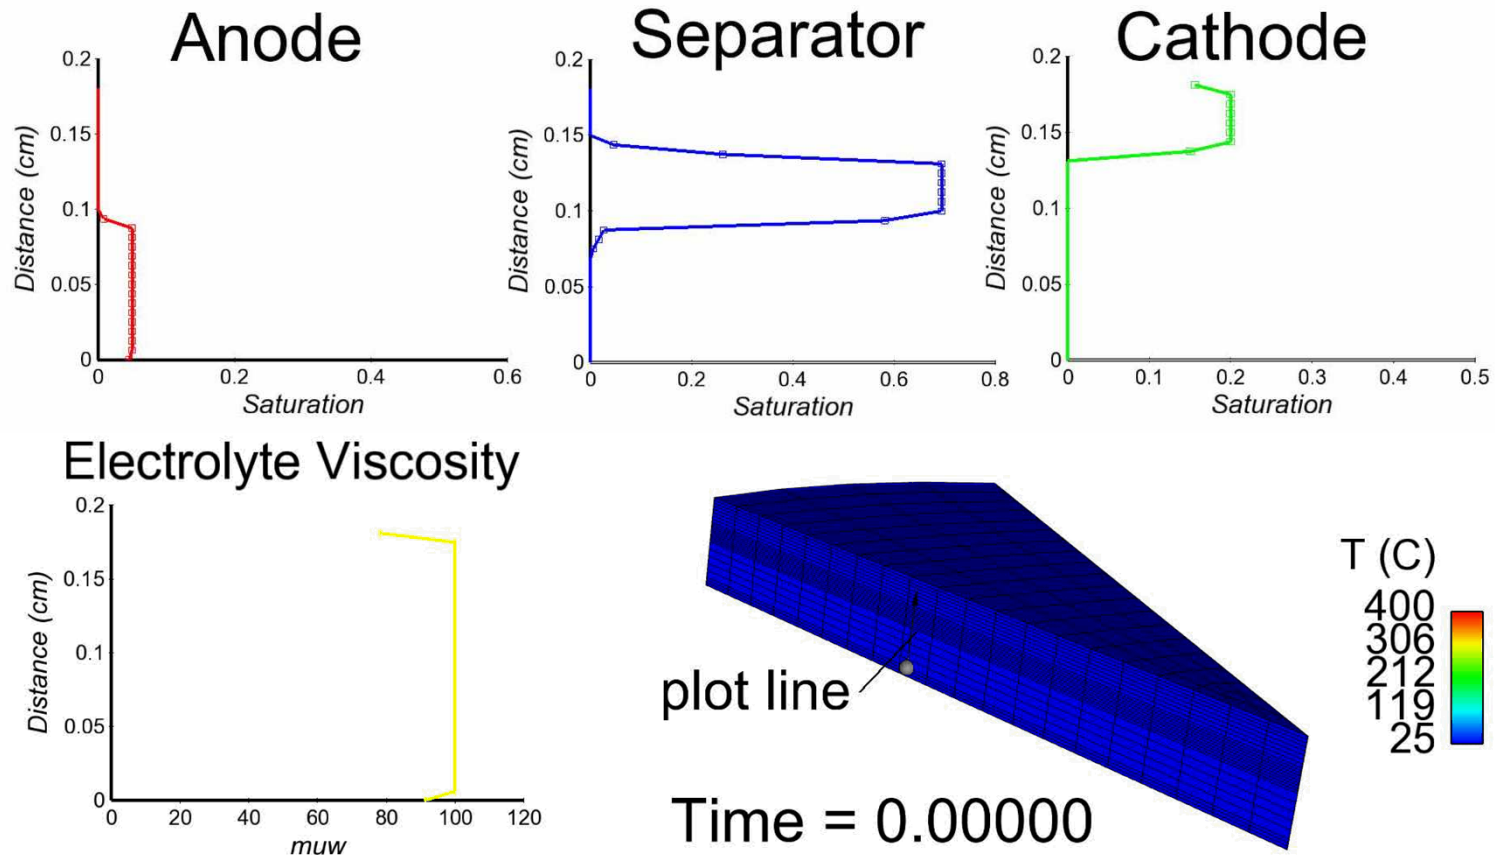 Anode
0.2
0.15
0.1
0.05
0
Distance (cm)
0 0.2 0.4 0.6
Saturation
Separator
0.2
0.15
0.1
0.05
0
Distance (cm)
0 0.2 0.4 0.6 0.8
Saturation
Cathode
0.2
0.15
0.1
0.05
0
Distance (cm)
0 0.1 0.2 0.3 0.4 0.5
Saturation
Electrolyte Viscosity
0.2
0.15
0.1
0.05
0
Distance (cm)
0 20 40 60 80 100 120
muw
plot line
Time = 0.00000
T (C)
400
306
212
119
25